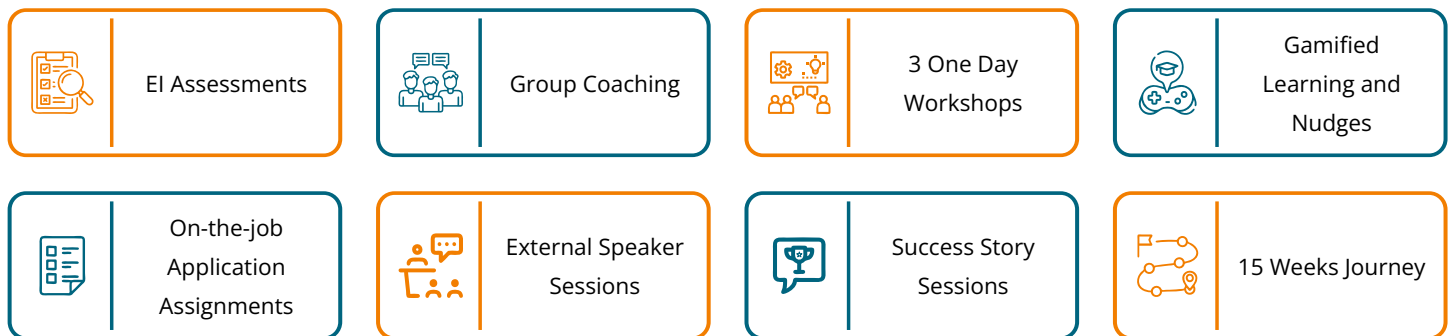 EI Assessments
Group Coaching
3 One Day
Workshops
Gamified
Learning and
Nudges
On-the-job
Application
Assignments
External Speaker
Sessions
Success Story
Sessions
15 Weeks Journey